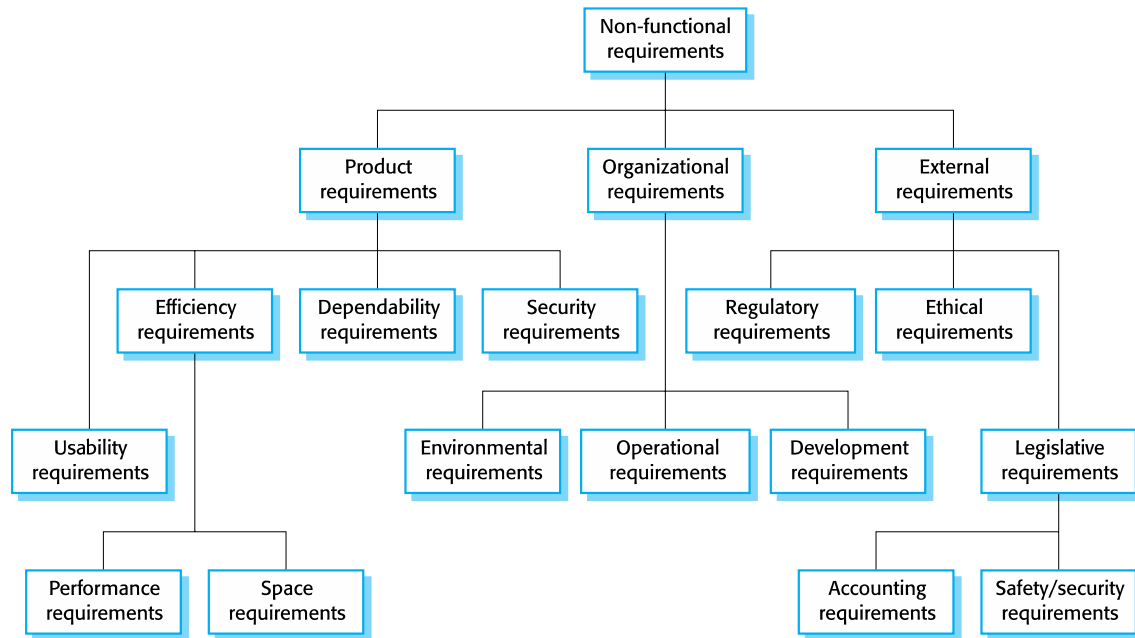 Non-functional
requirements
Product
requirements
Organizational
requirements
External
requirements
Efficiency
requirements
Dependability
requirements
Security
requirements
Regulatory
requirements
Ethical
requirements
Usability
requirements
Environmental
requirements
Operational
requirements
Development
requirements
Legislative
requirements
Performance
requirements
Space
requirements
Accounting
requirements
Safety/security
requirements